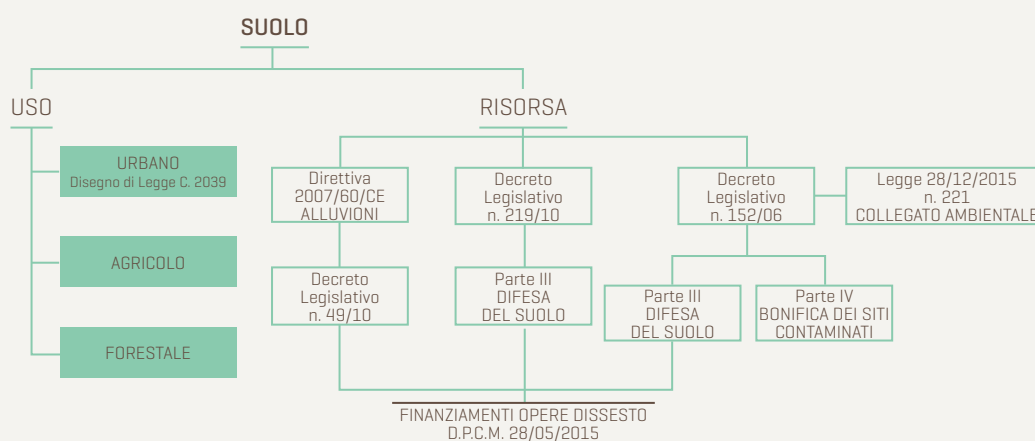 SUOLO
USO
RISORSA
URBANO
Disegno di Legge C. 2039
AGRICOLO
FORESTALE
Direttiva
2007/60/CE
ALLUVIONI
Decreto
Legislativo
n. 219/10
Decreto
Legislativo
n. 152/06
Legge 28/12/2015
n. 221
COLLEGATO AMBIENTALE
Decreto
Legislativo
n. 49/10
Parte III
DIFESA
DEL SUOLO
Parte III
DIFESA
DEL SUOLO
Parte IV
BONIFICA DEI SITI
CONTAMINATI
FINANZIAMENTI OPERE DISSESTO
D.P.C.M. 28/05/2015